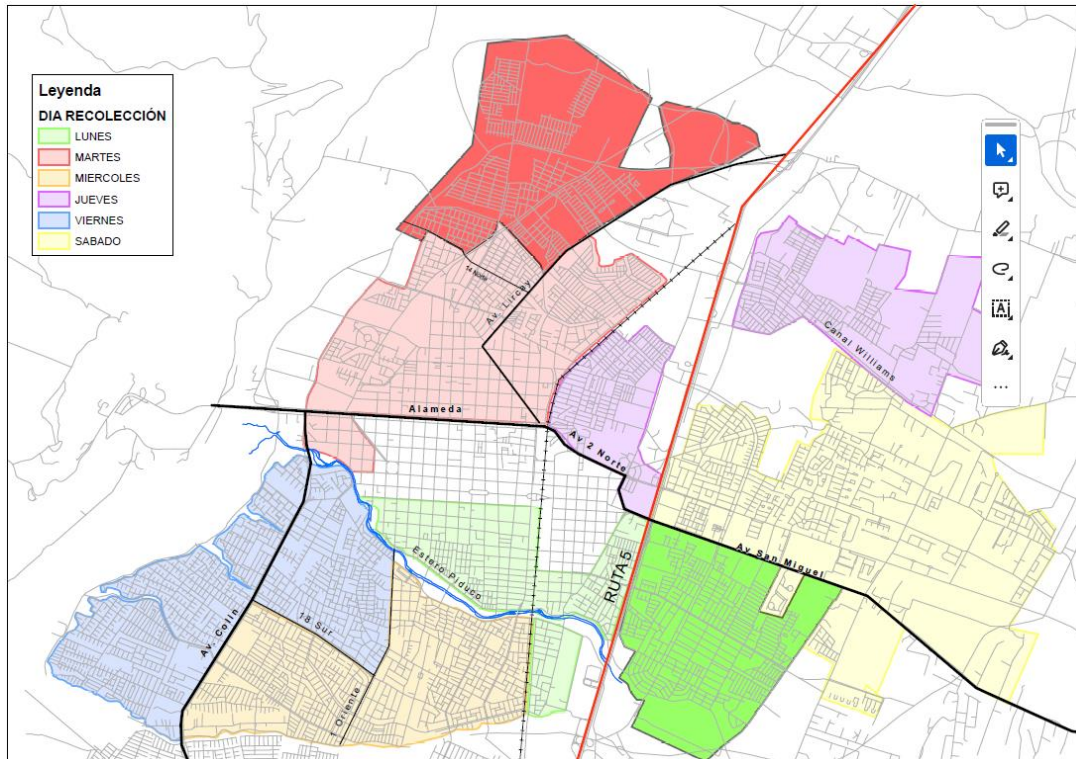 Leyenda
DIA RECOLECCIÓN
LUNES
MARTES
MIERCOLES
JUEVES
VIERNES
SABADO
14 Norte
Av. Lircay
Canal Williams
Alameda
Av 2 Norte
Av San Miguel
Estero Piduco
RUTA 5
18 Sur
Av. Colín
1 Oriente
A